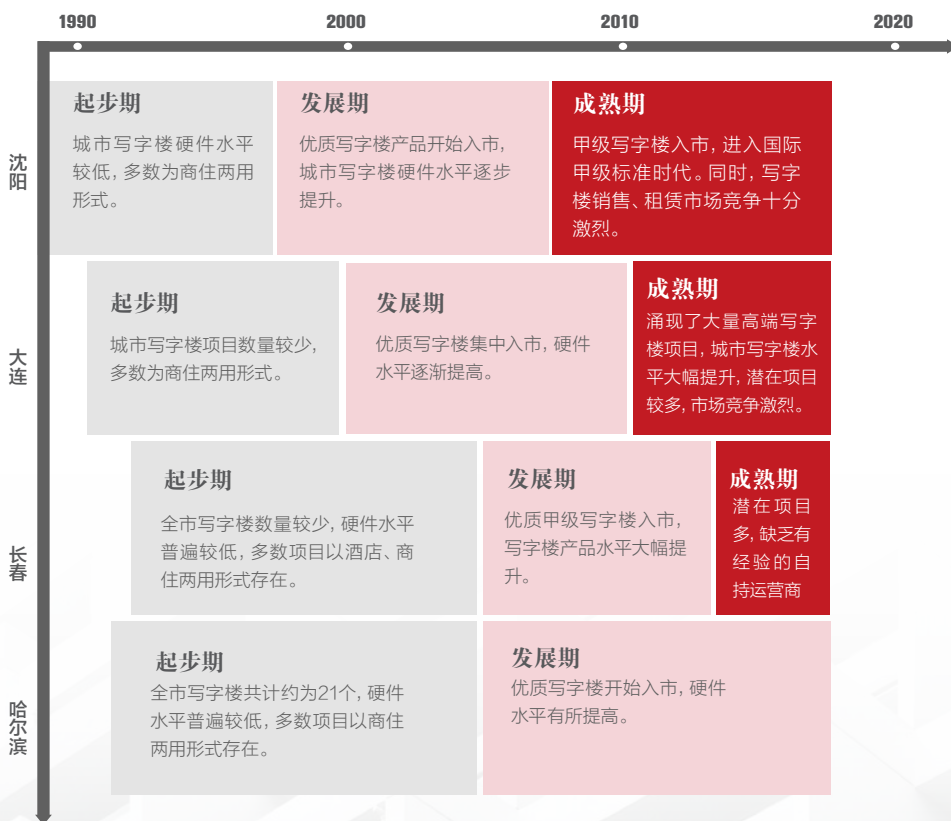 1990
2000
2010
2020
沈阳
起步期
城市写字楼硬件水平
较低，多数为商住两用
形式。
发展期
优质写字楼产品开始入市，
城市写字楼硬件水平逐步
提升。
成熟期
甲级写字楼入市，进入国际
甲级标准时代。同时，写字
楼销售、租赁市场竞争十分
激烈。
大连
起步期
城市写字楼项目数量较少，
多数为商住两用形式。
发展期
优质写字楼集中入市，硬件
水平逐渐提高。
成熟期
涌现了大量高端写字
楼项目，城市写字楼水
平大幅提升，潜在项目
较多，市场竞争激烈。
长春
起步期
全市写字楼数量较少，硬件水平
普遍较低，多数项目以酒店、商
住两用形式存在。
发展期
优质甲级写字楼入市，
写字楼产品水平大幅提
升。
成熟期
潜在项目
多，缺乏有
经验的自
持运营商
哈尔滨
起步期
全市写字楼共计约为21个，硬件
水平普遍较低，多数项目以商住
两用形式存在。
发展期
优质写字楼开始入市，硬件
水平有所提高。